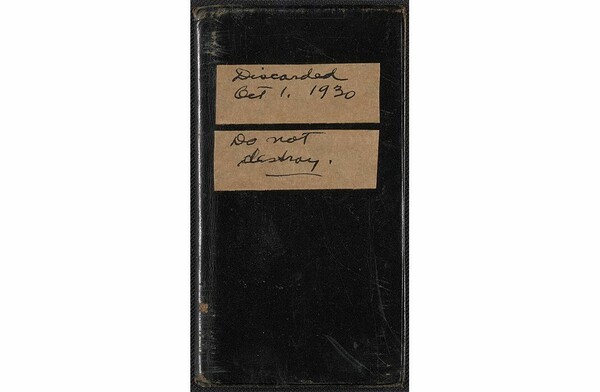 Discarded
Oct 1. 1930
Do not
destroy.